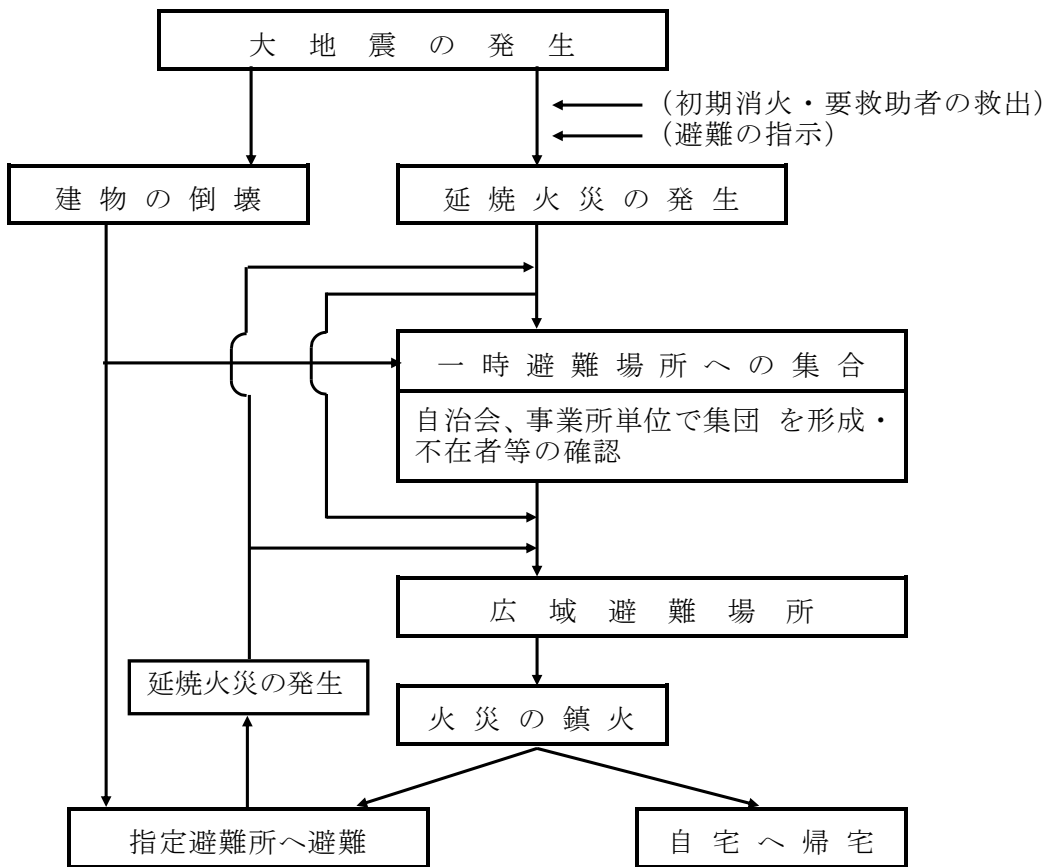 大地震の発生
(初期消火・要救助者の救出)
(避難の指示)
建物の倒壊
延焼火災の発生
一時避難場所への集合
自治会、事業所単位で集団 を形成・
不在者等の確認
広域避難場所
延焼火災の発生
火災の鎮火
指定避難所へ避難
自宅へ帰宅